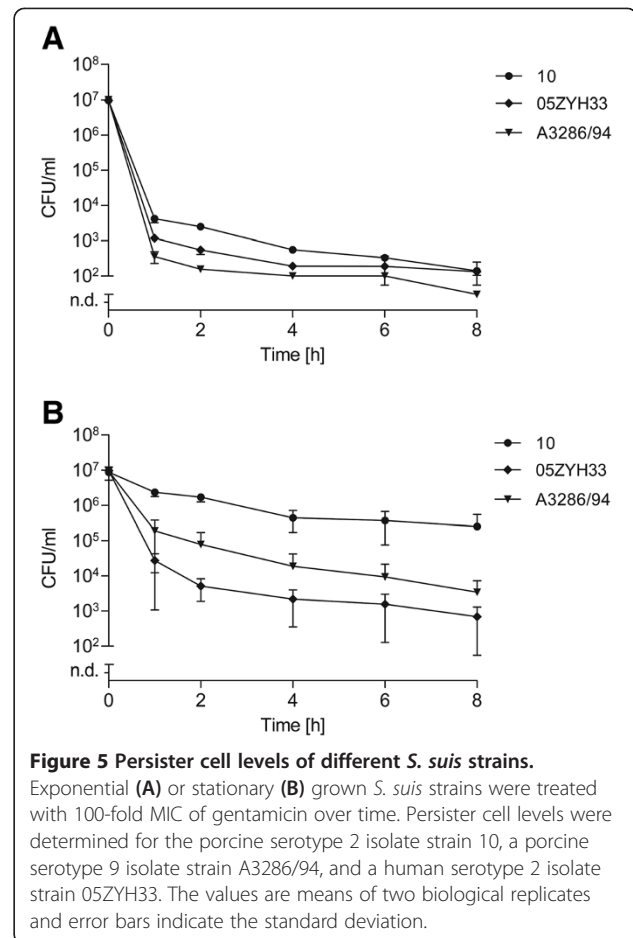 A
10⁸
10⁷
10⁶
10⁵
10⁴
10³
10²
n.d.
CFU/ml
0 2 4 6 8
Time [h]
10
05ZYH33
A3286/94
B
10⁸
10⁷
10⁶
10⁵
10⁴
10³
10²
n.d.
CFU/ml
0 2 4 6 8
Time [h]
10
05ZYH33
A3286/94
Figure 5 Persister cell levels of different S. suis strains.
Exponential (A) or stationary (B) grown S. suis strains were treated
with 100-fold MIC of gentamicin over time. Persister cell levels were
determined for the porcine serotype 2 isolate strain 10, a porcine
serotype 9 isolate strain A3286/94, and a human serotype 2 isolate
strain 05ZYH33. The values are means of two biological replicates
and error bars indicate the standard deviation.